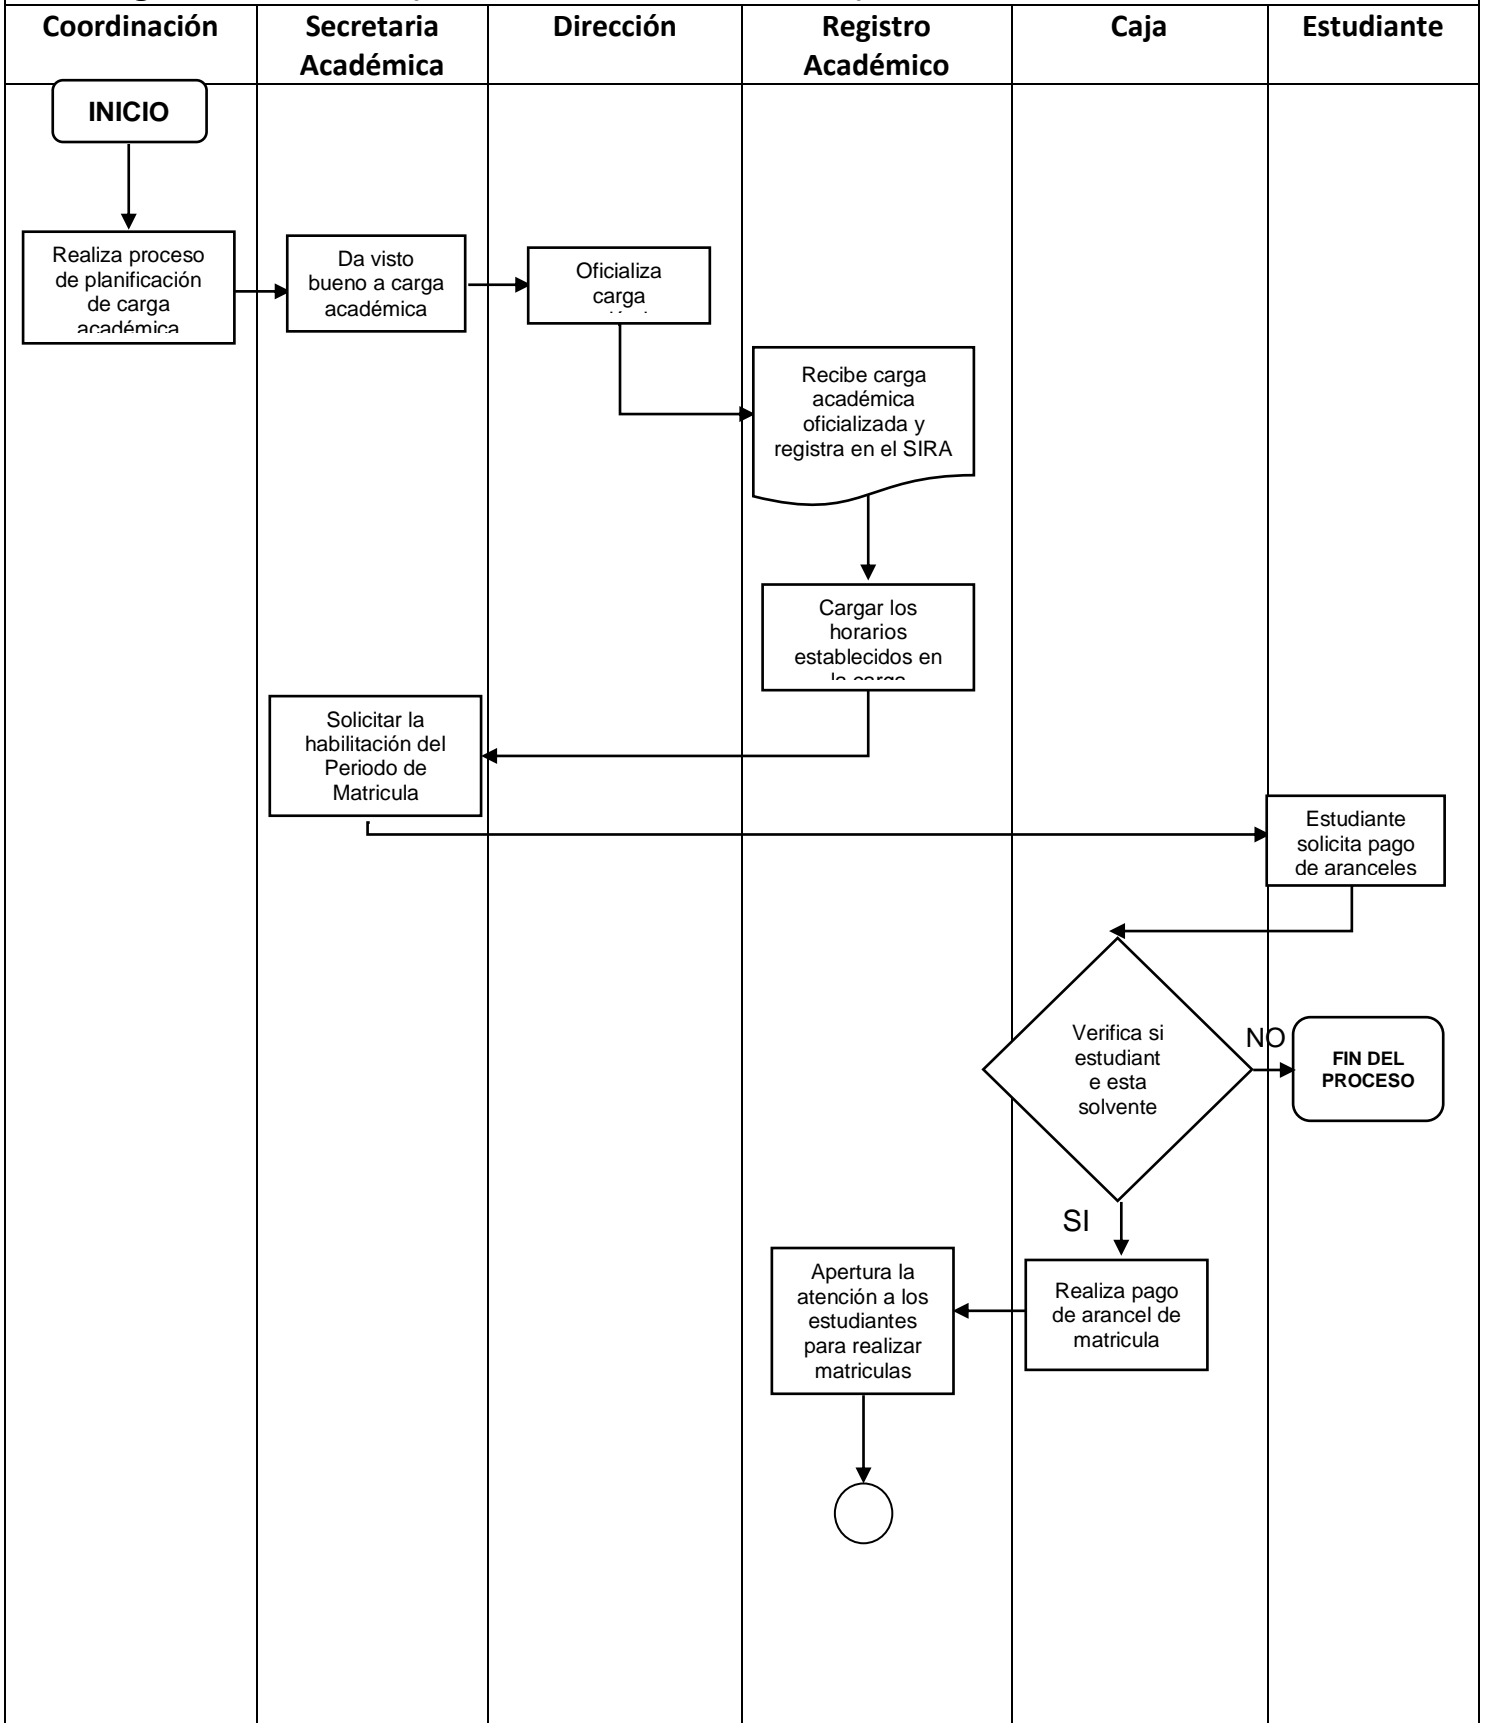 Coordinación
Secretaria
Académica
Dirección
Registro
Académico
Caja
Estudiante
INICIO
Realiza proceso
de planificación
de carga
académica
Da visto
bueno a carga
académica
Oficializa
carga
Recibe carga
académica
oficializada y
registra en el SIRA
Cargar los
horarios
establecidos en
la carga
Solicitar la
habilitación del
Periodo de
Matricula
Estudiante
solicita pago
de aranceles
Verifica si
estudiant
e esta
solvente
NO
FIN DEL
PROCESO
SI
Realiza pago
de arancel de
matricula
Apertura la
atención a los
estudiantes
para realizar
matriculas